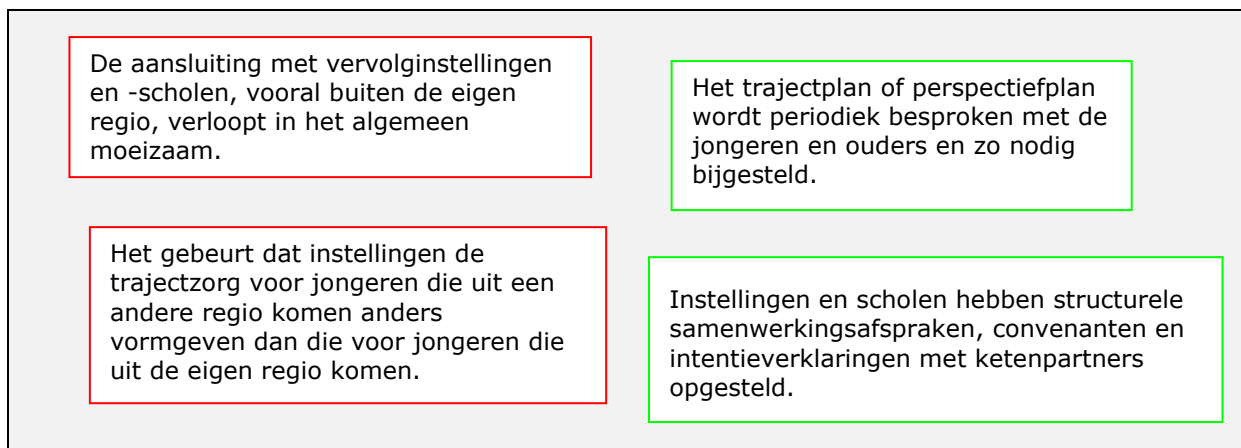 De aansluiting met vervolginstellingen
en -scholen, vooral buiten de eigen
regio, verloopt in het algemeen
moeizaam.
Het trajectplan of perspectiefplan
wordt periodiek besproken met de
jongeren en ouders en zo nodig
bijgesteld.
Het gebeurt dat instellingen de
trajectzorg voor jongeren die uit een
andere regio komen anders
vormgeven dan die voor jongeren die
uit de eigen regio komen.
Instellingen en scholen hebben structurele
samenwerkingsafspraken, convenanten en
intentieverklaringen met ketenpartners
opgesteld.